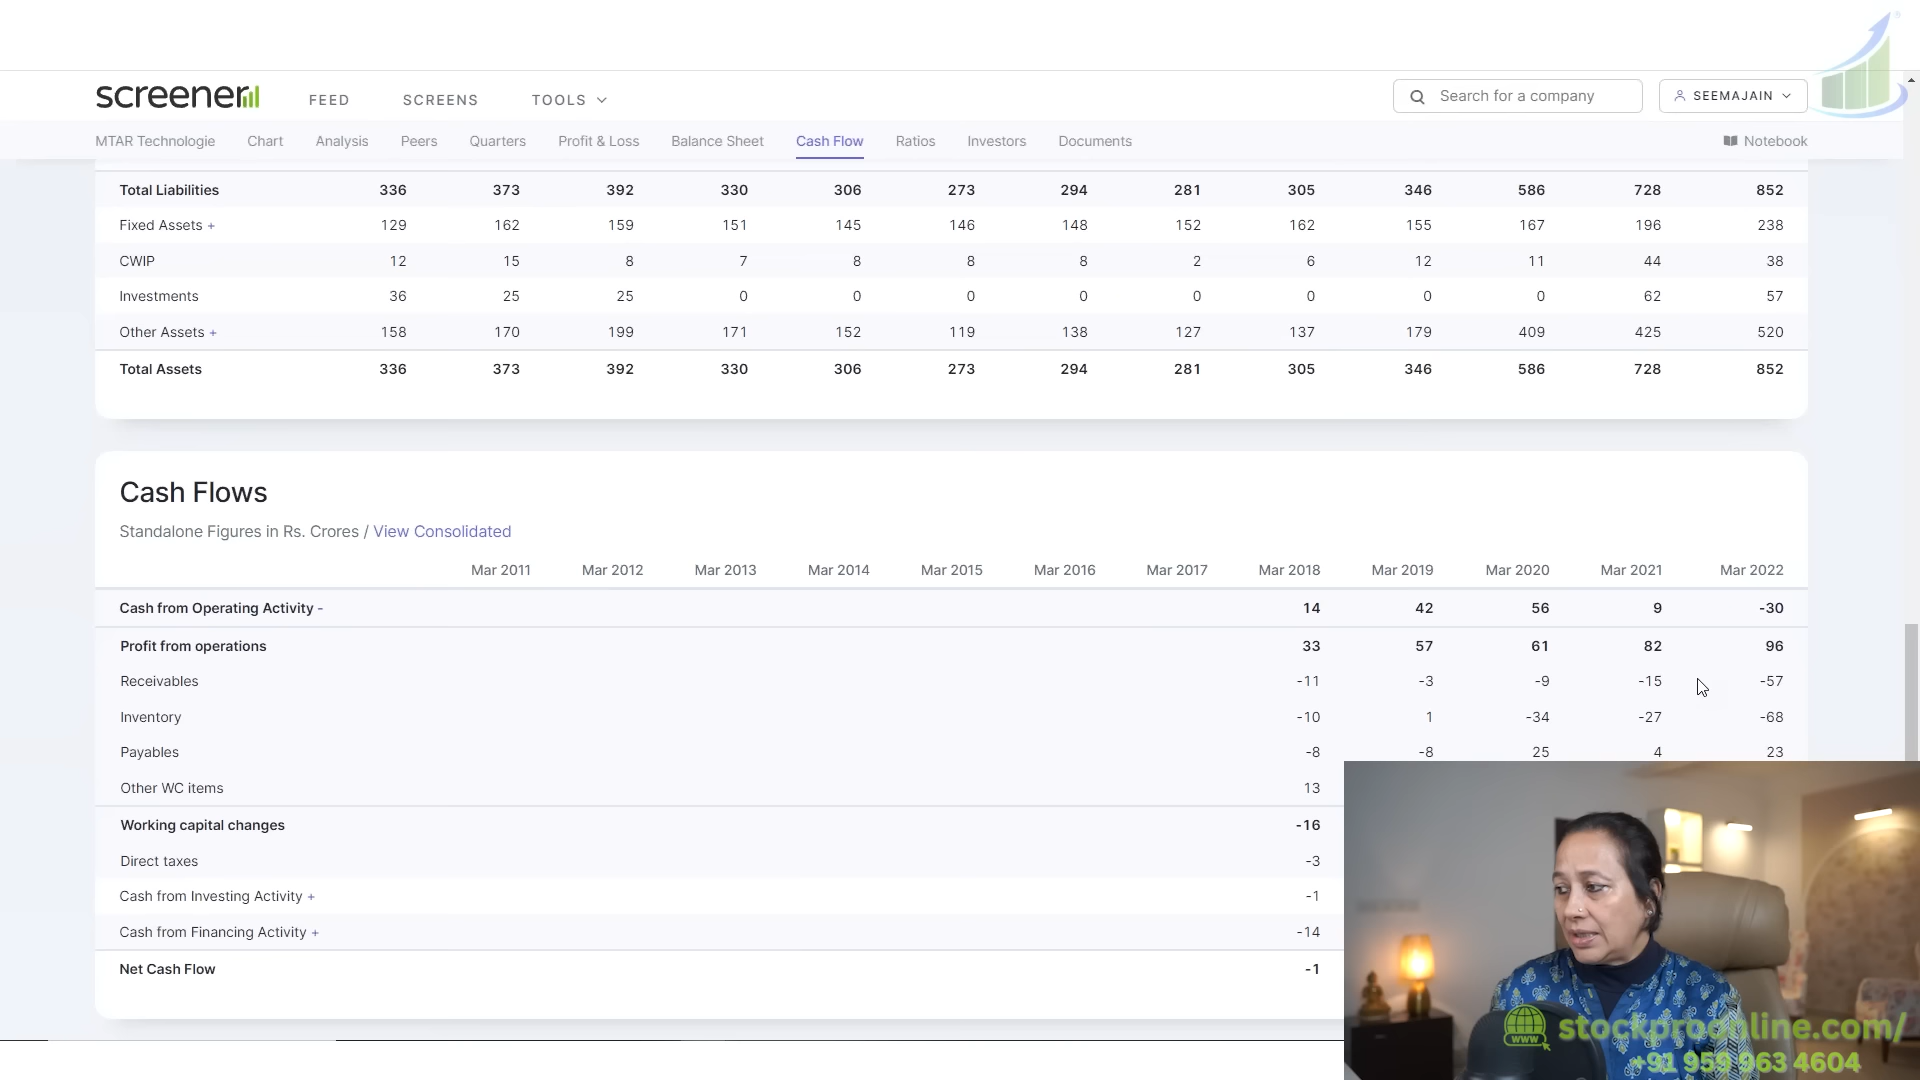 screener
FEED SCREENS TOOLS
Search for a company
SEMAJAIN
MTAR Technologie Chart Analysis Peers Quarters Profit & Loss Balance Sheet Cash Flow Ratios Investors Documents Notebook
Total Liabilities 336 373 392 330 306 273 294 281 305 346 586 728 852
Fixed Assets + 129 162 159 151 145 146 148 152 162 155 167 196 238
CWIP 12 15 8 7 8 8 8 2 6 12 11 44 38
Investments 36 25 25 0 0 0 0 0 0 0 0 62 57
Other Assets + 158 170 199 171 152 119 138 127 137 179 409 425 520
Total Assets 336 373 392 330 306 273 294 281 305 346 586 728 852
Cash Flows
Standalone Figures in Rs. Crores / View Consolidated
Mar 2011 Mar 2012 Mar 2013 Mar 2014 Mar 2015 Mar 2016 Mar 2017 Mar 2018 Mar 2019 Mar 2020 Mar 2021 Mar 2022
Cash from Operating Activity - 14 42 56 9 -30
Profit from operations 33 57 61 82 96
Receivables -11 -3 -9 -15 -57
Inventory -10 1 -34 -27 -68
Payables -8 -8 25 4 23
Other WC items 13
Working capital changes -16
Direct taxes -3
Cash from Investing Activity + -1
Cash from Financing Activity + -14
Net Cash Flow -1
www stockproonline.com/
+91 959 963 4604